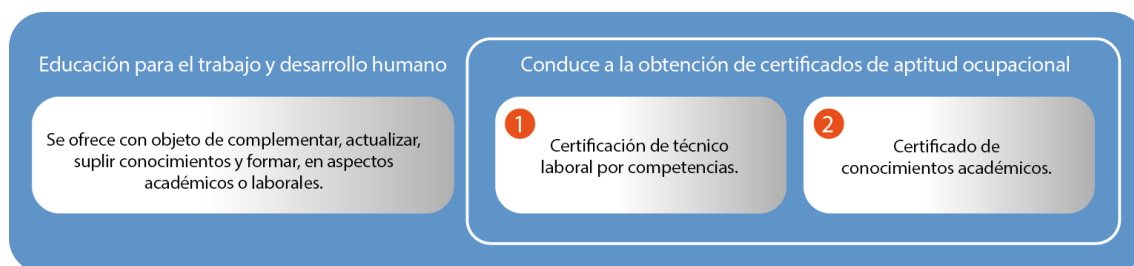 Educación para el trabajo y desarrollo humano
Se ofrece con objeto de complementar, actualizar,
suplir conocimientos y formar, en aspectos
académicos o laborales.
Conduce a la obtención de certificados de aptitud ocupacional
1
Certificación de técnico
laboral por competencias.
2
Certificado de
conocimientos académicos.